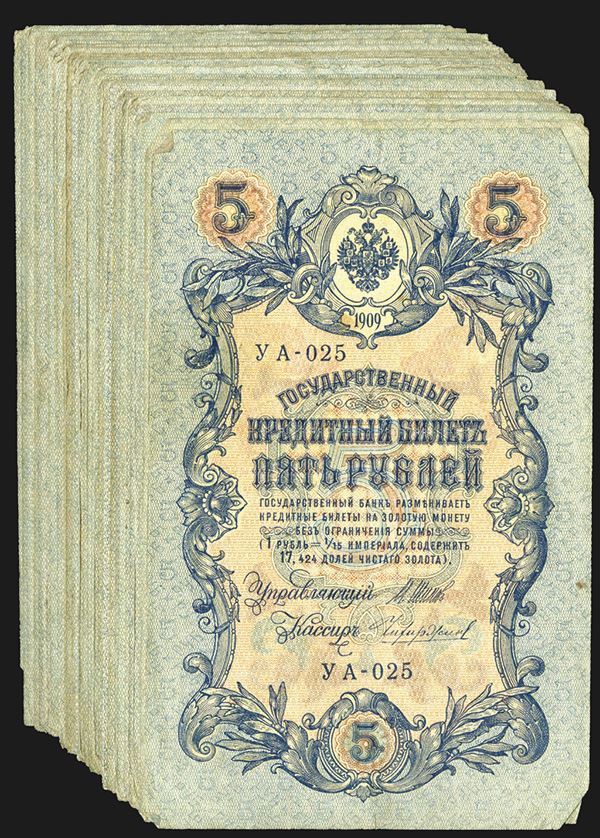 5 5
1909
УА-025
ГОСУДАРСТВЕННЫЙ
КРЕДИТНЫЙ БИЛЕТЪ
ПЯТЬ РУБЛЕЙ
ГОСУДАРСТВЕННЫЙ БАНКЪ РАЗМѢНИВАЕТЪ
КРЕДИТНЫЕ БИЛЕТЫ НА ЗОЛОТУЮ МОНЕТУ
БЕЗЪ ОГРАНИЧЕНІЯ СУММЫ
(1 РУБЛЬ = 1/15 ИМПЕРІАЛА, СОДЕРЖИТЪ
17,424 ДОЛЕЙ ЧИСТАГО ЗОЛОТА).
Управляющій
Кассиръ
УА-025
5